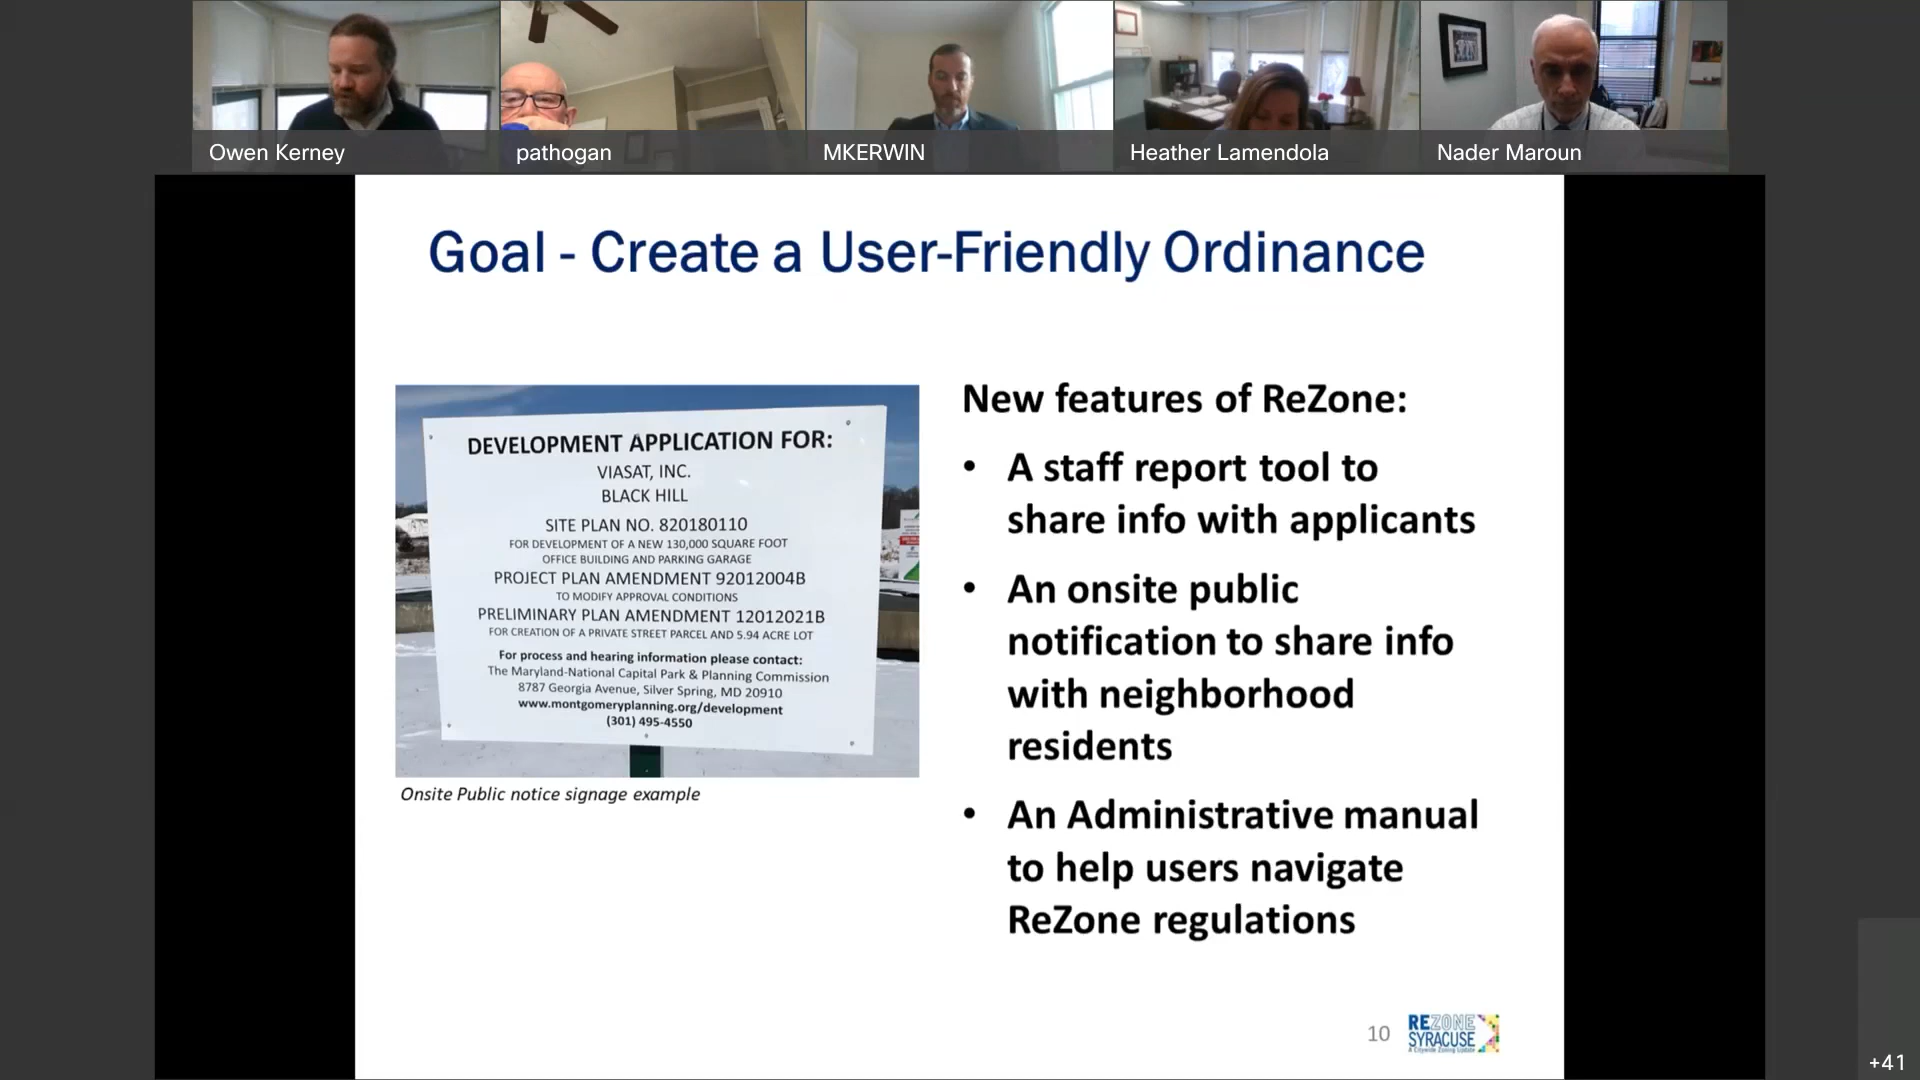 Owen Kerney
pathogan
MKERWIN
Heather Lamendola
Nader Maroun
Goal - Create a User-Friendly Ordinance
DEVELOPMENT APPLICATION FOR:
VIASAT, INC.
BLACK HILL
SITE PLAN NO. 820180110
FOR DEVELOPMENT OF A NEW 130,000 SQUARE FOOT
OFFICE BUILDING AND PARKING GARAGE
PROJECT PLAN AMENDMENT 92012004B
TO MODIFY APPROVAL CONDITIONS
PRELIMINARY PLAN AMENDMENT 12012021B
FOR CREATION OF A PRIVATE STREET PARCEL AND 5.94 ACRE LOT
For process and hearing information please contact:
The Maryland-National Capital Park & Planning Commission
8787 Georgia Avenue, Silver Spring, MD 20910
www.montgomeryplanning.org/development
(301) 495-4550
Onsite Public notice signage example
New features of ReZone:
• A staff report tool to
share info with applicants
• An onsite public
notification to share info
with neighborhood
residents
• An Administrative manual
to help users navigate
ReZone regulations
10
REZONE
SYRACUSE
A Citywide Zoning Update
+41